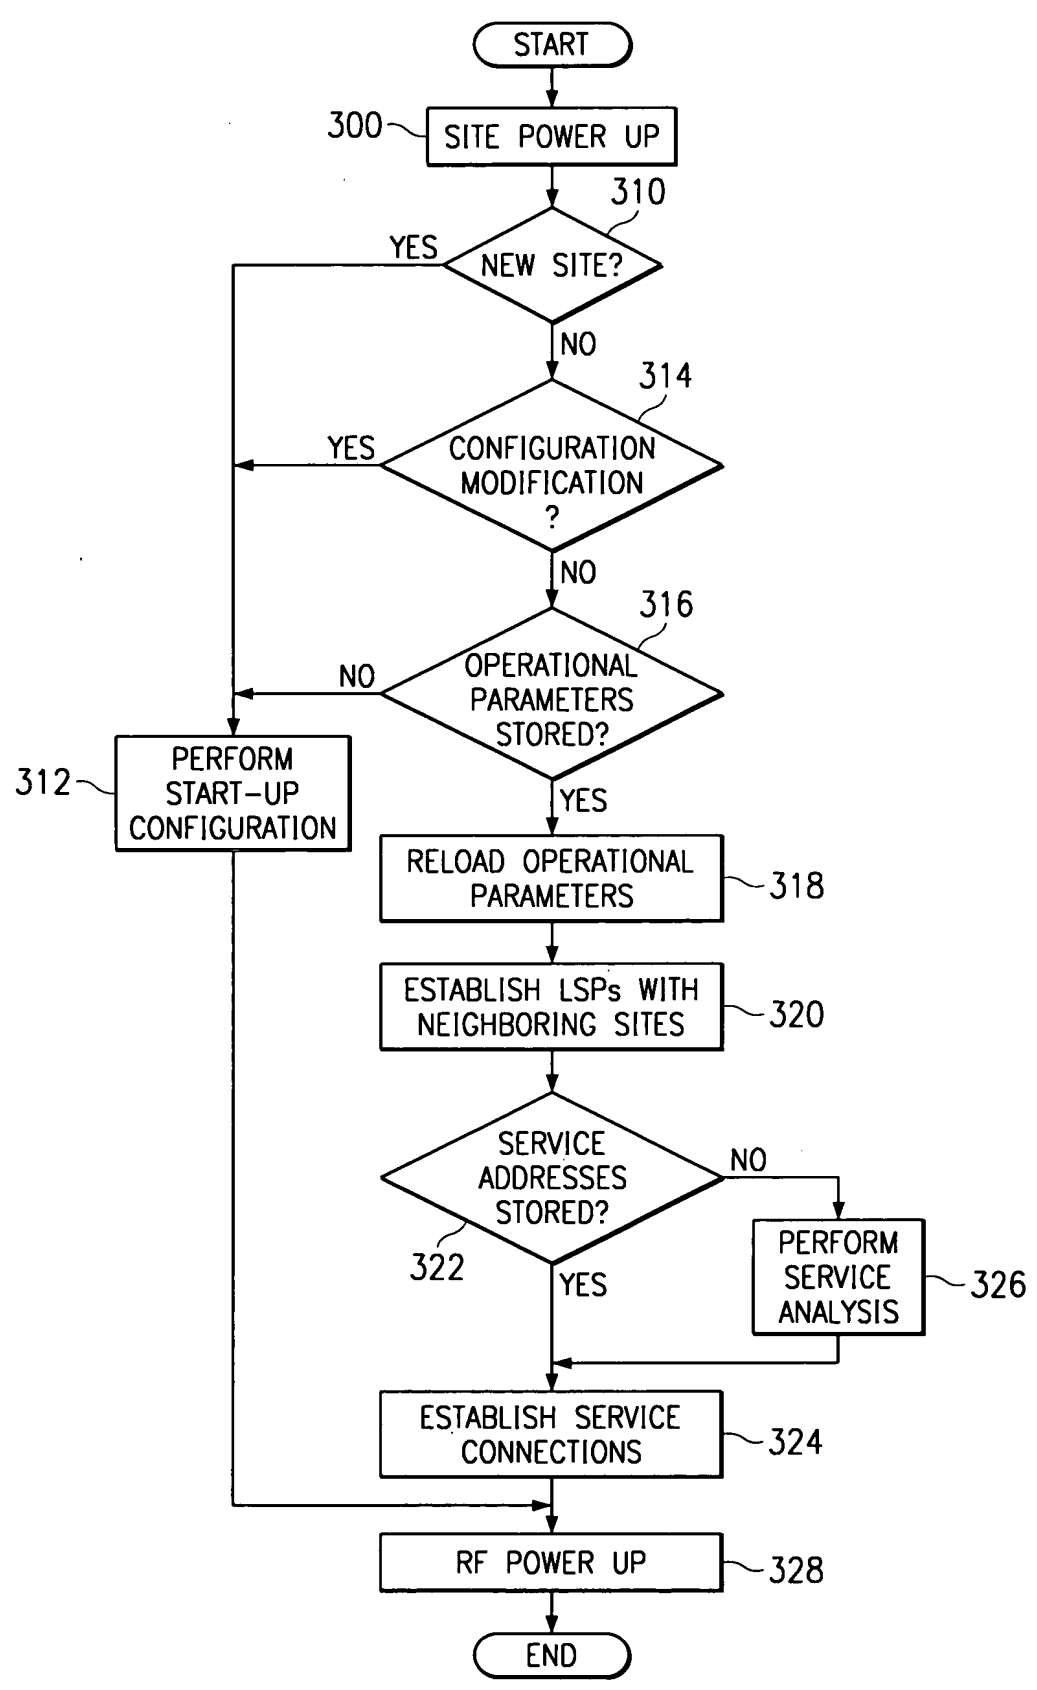 START
300
SITE POWER UP
310
YES
NEW SITE?
NO
314
YES
CONFIGURATION
MODIFICATION
?
NO
316
NO
OPERATIONAL
PARAMETERS
STORED?
312
PERFORM
START-UP
CONFIGURATION
YES
RELOAD OPERATIONAL
PARAMETERS
318
ESTABLISH LSPs WITH
NEIGHBORING SITES
320
SERVICE
ADDRESSES
STORED?
NO
322
YES
PERFORM
SERVICE
ANALYSIS
326
ESTABLISH SERVICE
CONNECTIONS
324
RF POWER UP
328
END